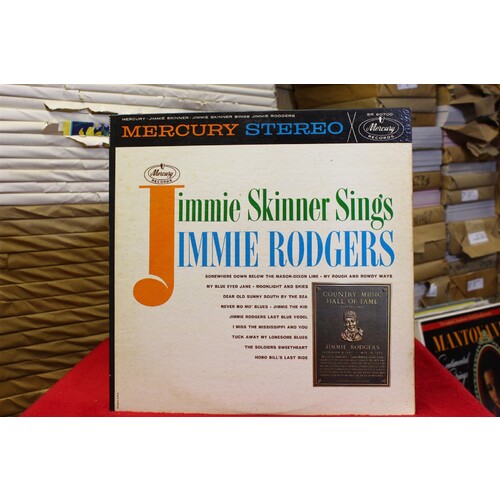 MERCURY • JIMMIE SKINNER • JIMMIE SKINNER SINGS JIMMIE RODGERS
MERCURY STEREO
SR 60700
Mercury
RECORDS
Mercury
RECORDS
Jimmie Skinner Sings
JIMMIE RODGERS
SOMEWHERE DOWN BELOW THE MASON-DIXON LINE • MY ROUGH AND ROWDY WAYS
MY BLUE EYED JANE • MOONLIGHT AND SKIES
DEAR OLD SUNNY SOUTH BY THE SEA
NEVER NO MO' BLUES • JIMMIE THE KID
JIMMIE RODGERS LAST BLUE YODEL
I MISS THE MISSISSIPPI AND YOU
TUCK AWAY MY LONESOME BLUES
THE SOLDIERS SWEETHEART
HOBO BILL'S LAST RIDE
COUNTRY MUSIC
HALL OF FAME
JIMMIE RODGERS
MANTOV